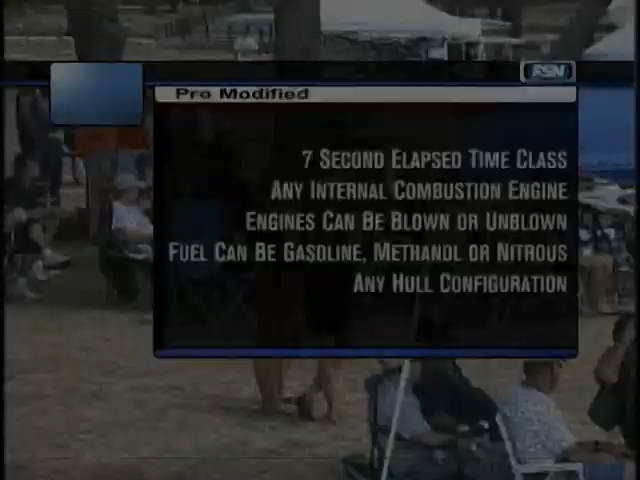 FSN
Pro Modified
7 Second Elapsed Time Class
Any Internal Combustion Engine
Engines Can Be Blown or Unblown
Fuel Can Be Gasoline, Methanol or Nitrous
Any Hull Configuration